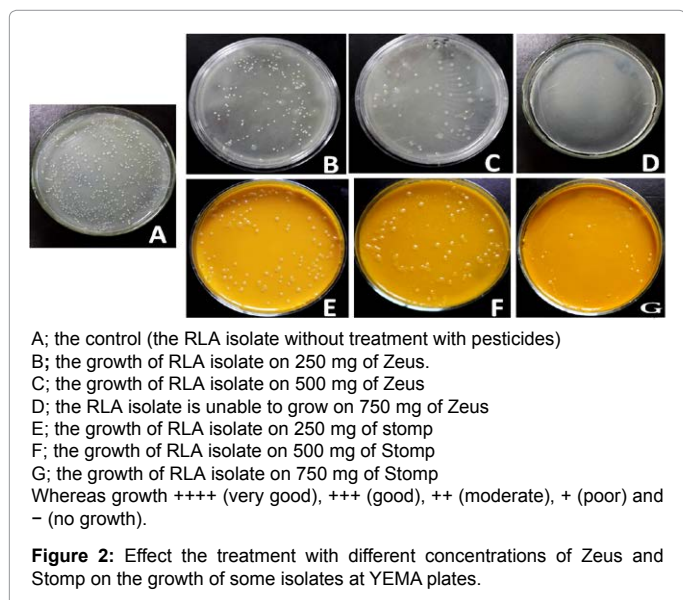 A
B
C
D
E
F
G
A; the control (the RLA isolate without treatment with pesticides)
B; the growth of RLA isolate on 250 mg of Zeus.
C; the growth of RLA isolate on 500 mg of Zeus
D; the RLA isolate is unable to grow on 750 mg of Zeus
E; the growth of RLA isolate on 250 mg of stomp
F; the growth of RLA isolate on 500 mg of Stomp
G; the growth of RLA isolate on 750 mg of Stomp
Whereas growth ++++ (very good), +++ (good), ++ (moderate), + (poor) and
− (no growth).
Figure 2: Effect the treatment with different concentrations of Zeus and
Stomp on the growth of some isolates at YEMA plates.